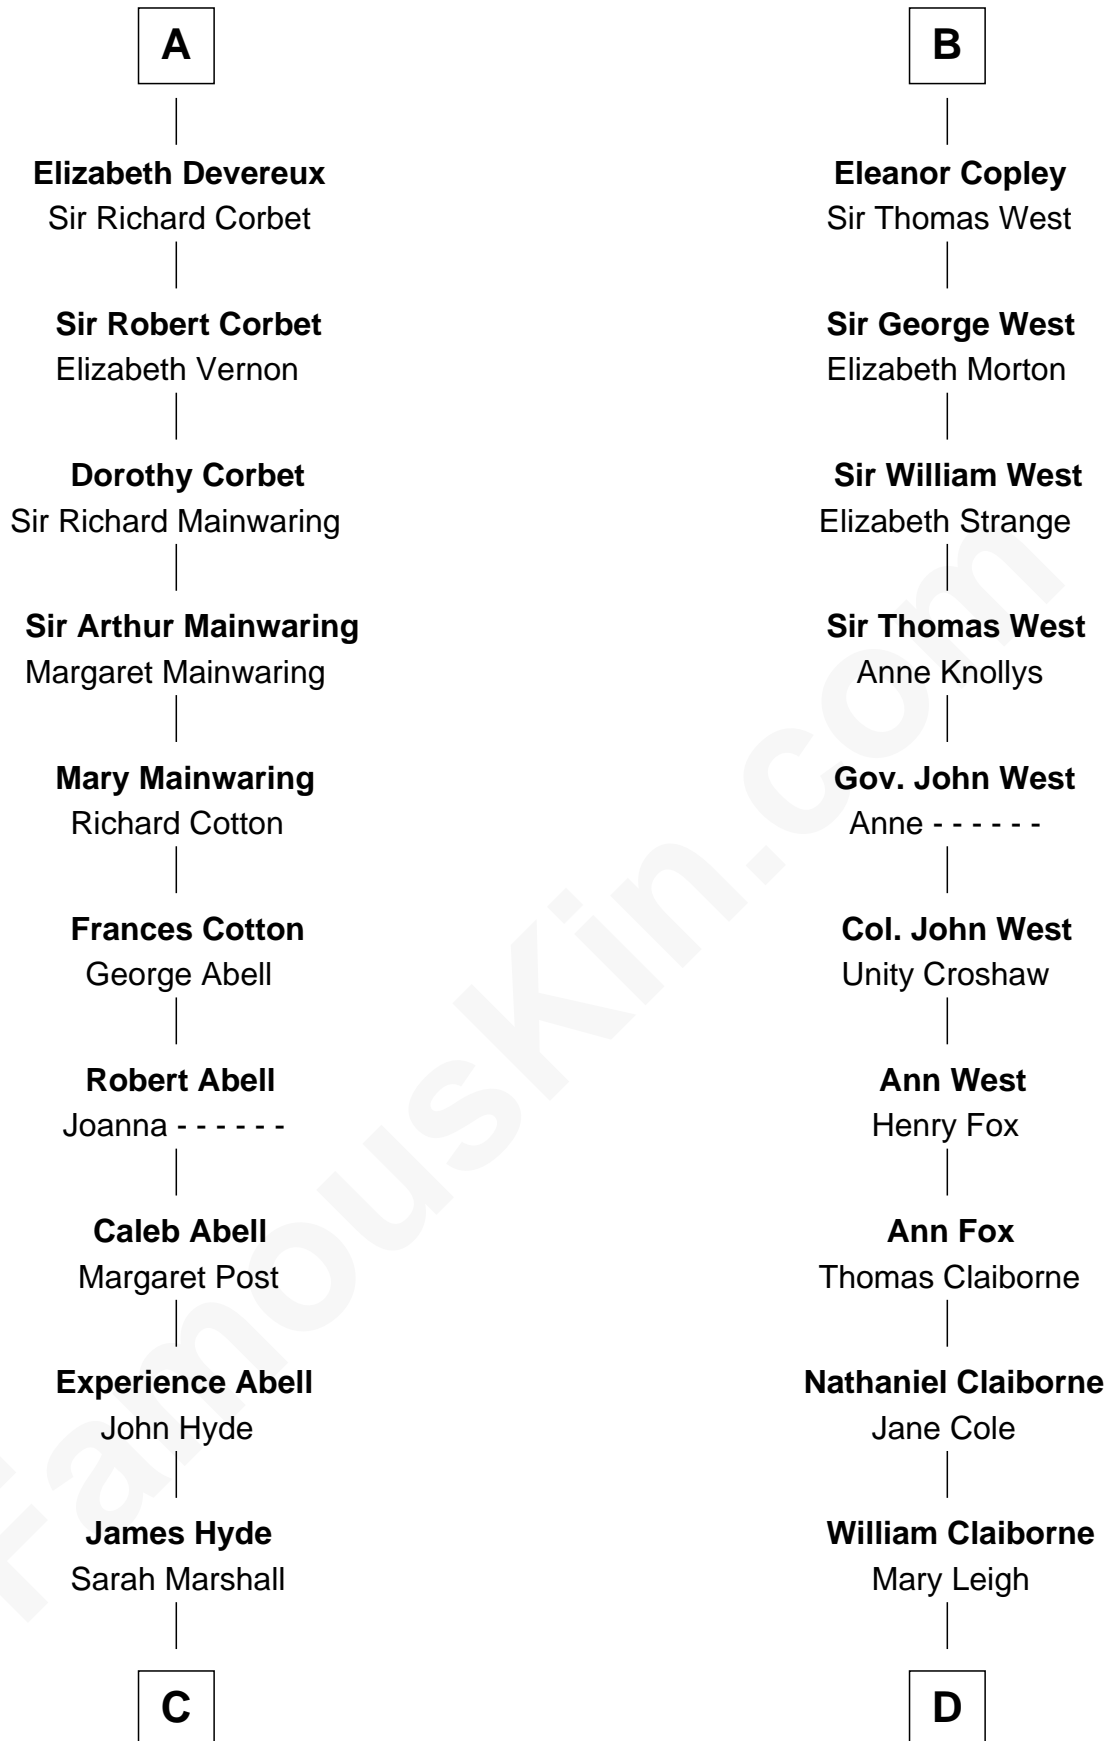 A
Elizabeth Devereux
Sir Richard Corbet
Sir Robert Corbet
Elizabeth Vernon
Dorothy Corbet
Sir Richard Mainwaring
Sir Arthur Mainwaring
Margaret Mainwaring
Mary Mainwaring
Richard Cotton
Frances Cotton
George Abell
Robert Abell
Joanna - - - - - -
Caleb Abell
Margaret Post
Experience Abell
John Hyde
James Hyde
Sarah Marshall
C
B
Eleanor Copley
Sir Thomas West
Sir George West
Elizabeth Morton
Sir William West
Elizabeth Strange
Sir Thomas West
Anne Knollys
Gov. John West
Anne - - - - - -
Col. John West
Unity Croshaw
Ann West
Henry Fox
Ann Fox
Thomas Claiborne
Nathaniel Claiborne
Jane Cole
William Claiborne
Mary Leigh
D
FamousKin.com